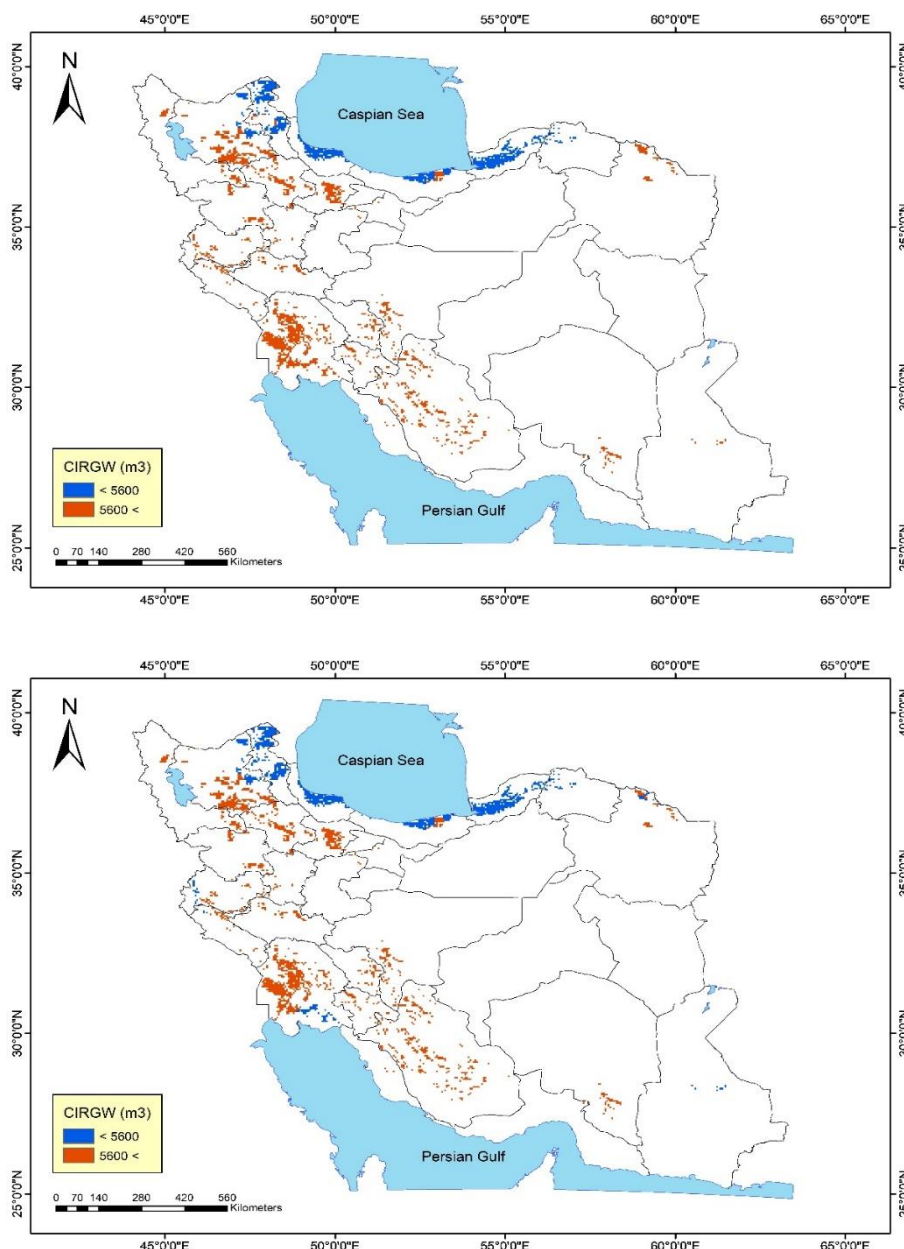 45°0'0"E 50°0'0"E 55°0'0"E 60°0'0"E 65°0'0"E
N
40°0'0"N 40°0'0"N
Caspian Sea
35°0'0"N 35°0'0"N
30°0'0"N 30°0'0"N
CIRGW (m3)
< 5600
5600 <
Persian Gulf
25°0'0"N 25°0'0"N
0 70 140 280 420 560
Kilometers
45°0'0"E 50°0'0"E 55°0'0"E 60°0'0"E 65°0'0"E
45°0'0"E 50°0'0"E 55°0'0"E 60°0'0"E 65°0'0"E
N
40°0'0"N 40°0'0"N
Caspian Sea
35°0'0"N 35°0'0"N
30°0'0"N 30°0'0"N
CIRGW (m3)
< 5600
5600 <
Persian Gulf
0 70 140 280 420 560
Kilometers
25°0'0"N 25°0'0"N
45°0'0"E 50°0'0"E 55°0'0"E 60°0'0"E 65°0'0"E